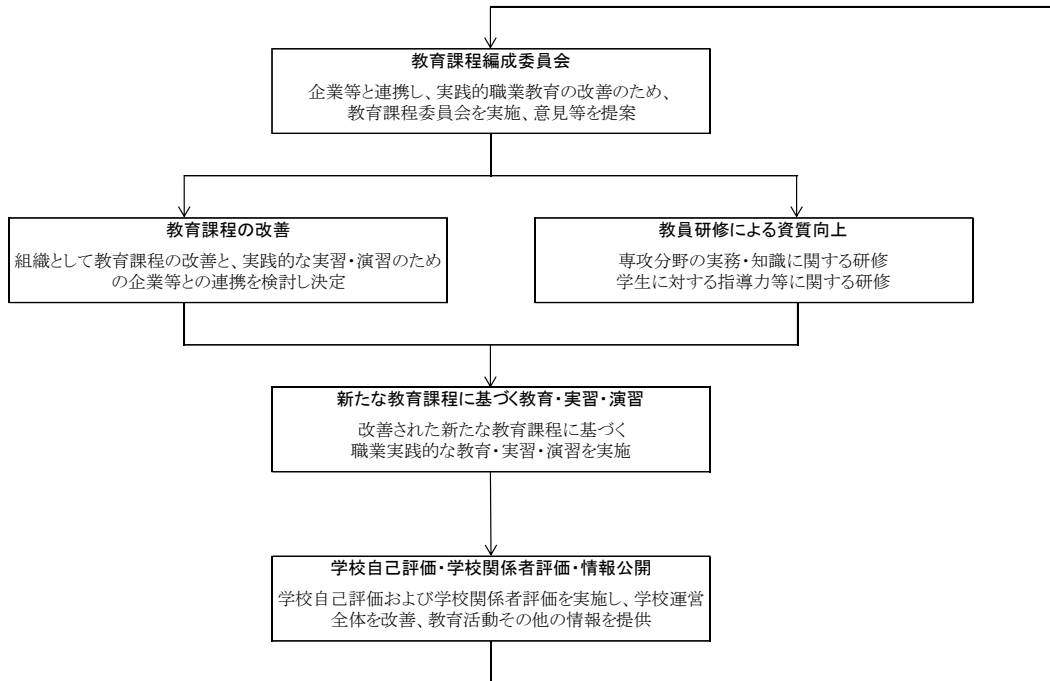 教育課程編成委員会
企業等と連携し、実践的職業教育の改善のため、
教育課程委員会を実施、意見等を提案
教育課程の改善
組織として教育課程の改善と、実践的な実習・演習のため
の企業等との連携を検討し決定
教員研修による資質向上
専攻分野の実務・知識に関する研修
学生に対する指導力等に関する研修
新たな教育課程に基づく教育・実習・演習
改善された新たな教育課程に基づく
職業実践的な教育・実習・演習を実施
学校自己評価・学校関係者評価・情報公開
学校自己評価および学校関係者評価を実施し、学校運営
全体を改善、教育活動その他の情報を提供